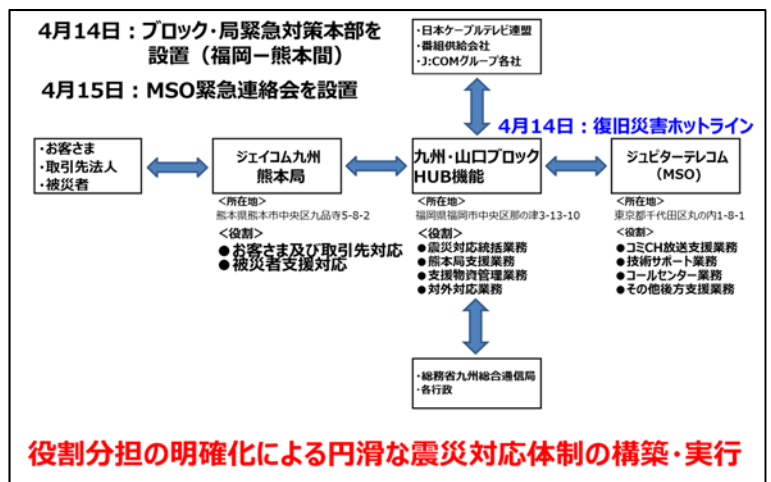 4月14日：ブロック・局緊急対策本部を
設置（福岡ー熊本間）
4月15日：MSO緊急連絡会を設置
・日本ケーブルテレビ連盟
・番組供給会社
・J:COMグループ各社
4月14日：復旧災害ホットライン
・お客さま
・取引先法人
・被災者
ジェイコム九州
熊本局
九州・山口ブロック
HUB機能
ジュピターテレコム
（MSO）
＜所在地＞
熊本県熊本市中央区九品寺5-8-2
＜役割＞
●お客さま及び取引先対応
●被災者支援対応
＜所在地＞
福岡県福岡市中央区那の津3-13-10
＜役割＞
●震災対応統括業務
●熊本局支援業務
●支援物資管理業務
●対外対応業務
＜所在地＞
東京都千代田区丸の内1-8-1
＜役割＞
●コミCH放送支援業務
●技術サポート業務
●コールセンター業務
●その他後方支援業務
・総務省九州総合通信局
・各行政
役割分担の明確化による円滑な震災対応体制の構築・実行